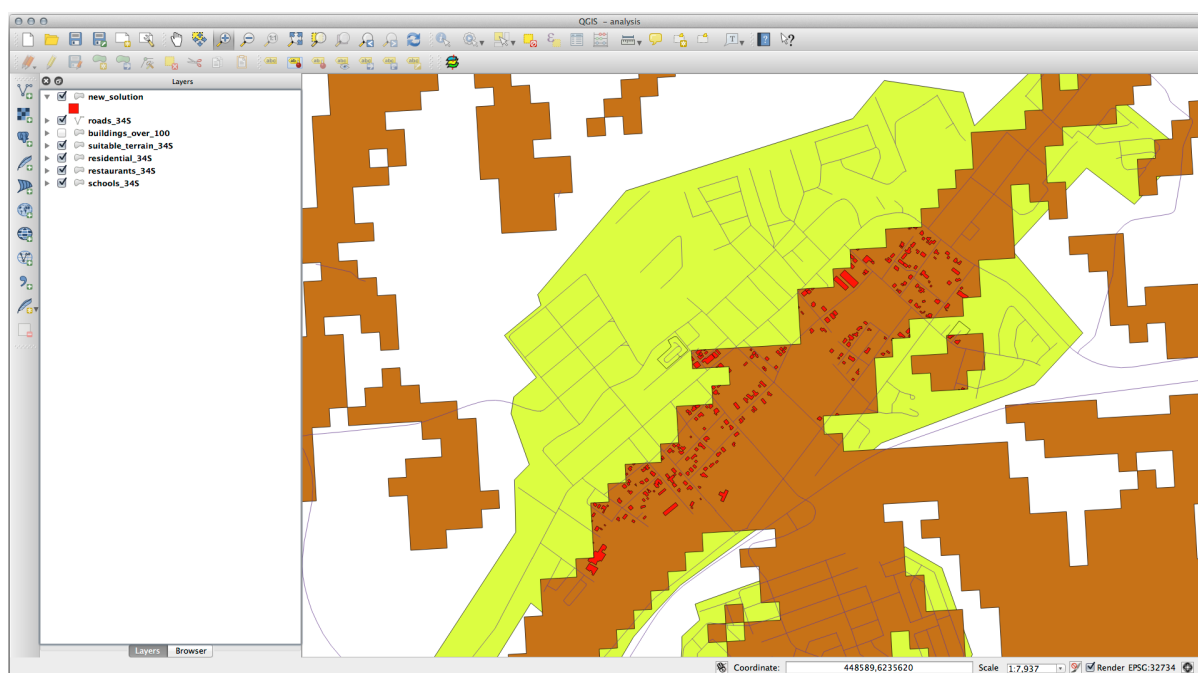 QGIS - analysis
Layers
new_solution
roads_34S
buildings_over_100
suitable_terrain_34S
residential_34S
restaurants_34S
schools_34S
Layers
Browser
Coordinate:
448589,6235620
Scale
1:7,937
Render
EPSG:32734